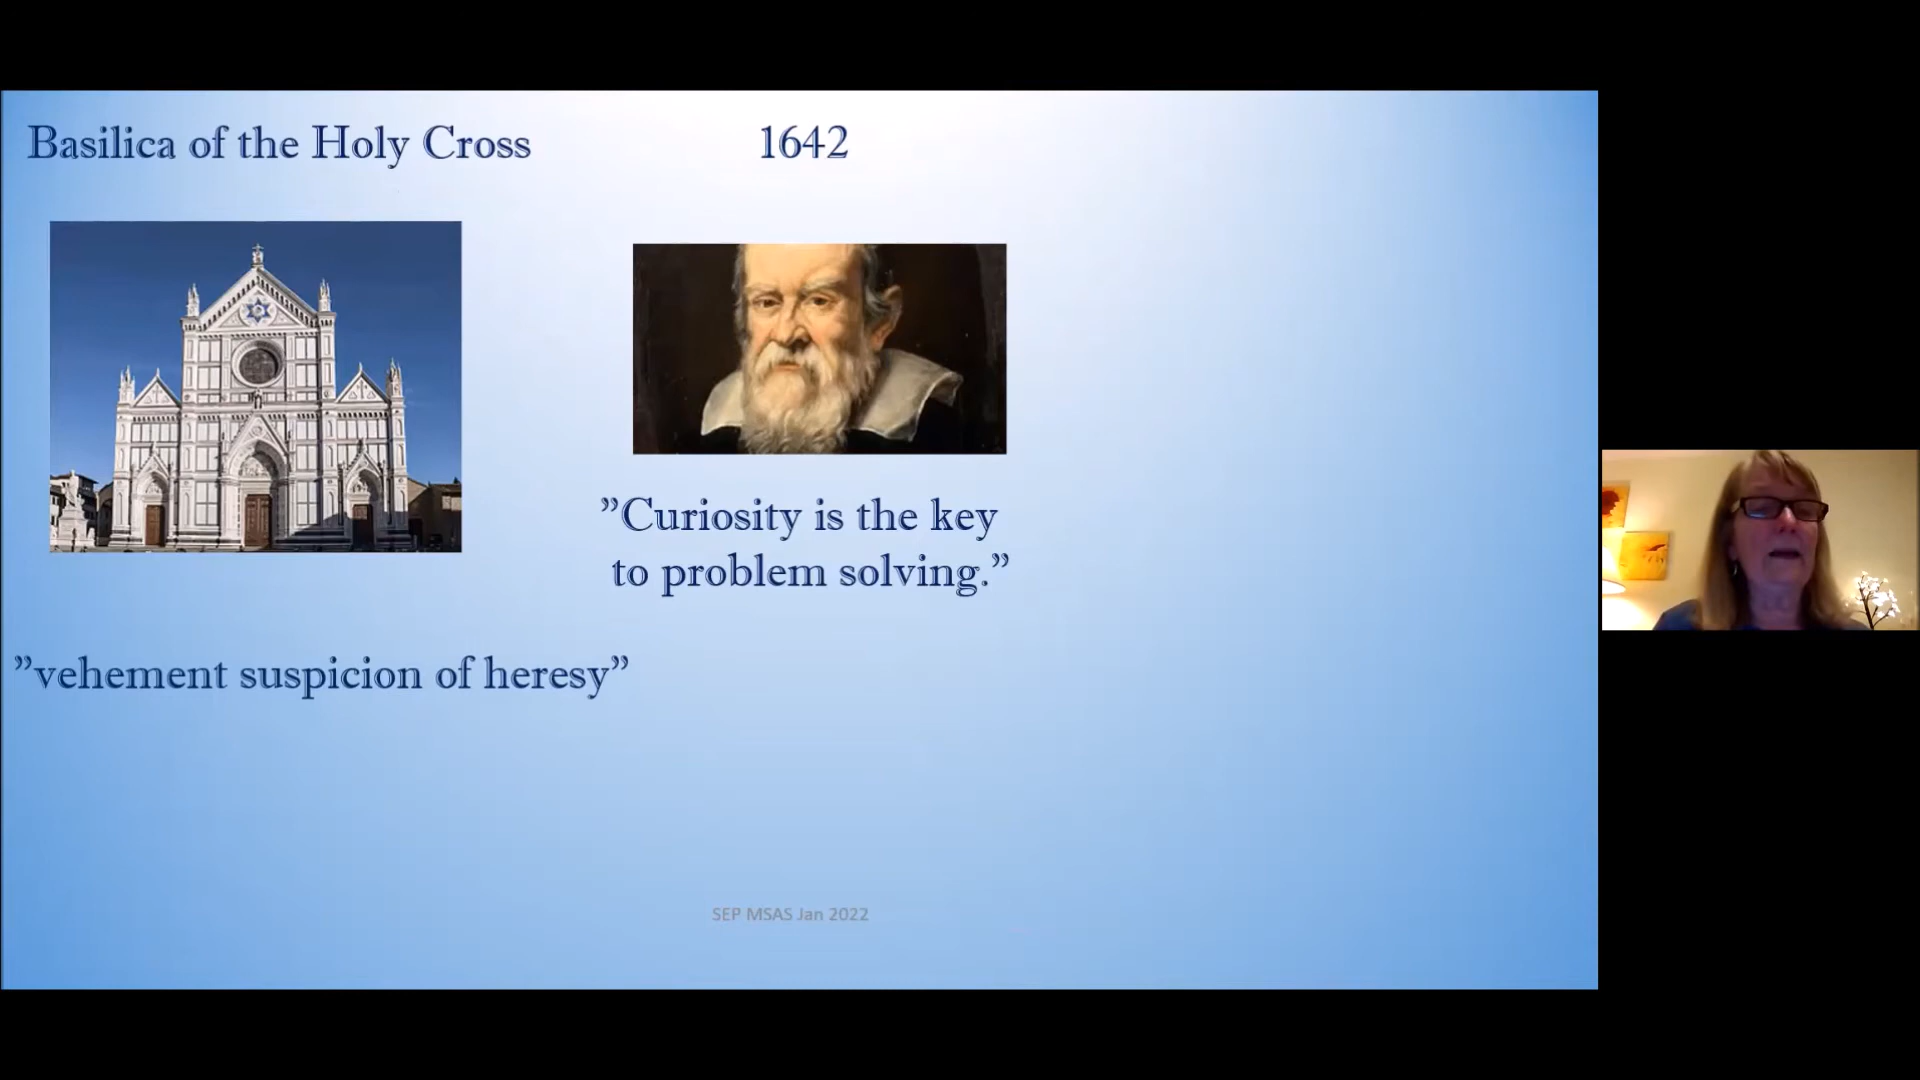 Basilica of the Holy Cross
1642
”Curiosity is the key
to problem solving.”
”vehement suspicion of heresy”
SEP MSAS Jan 2022